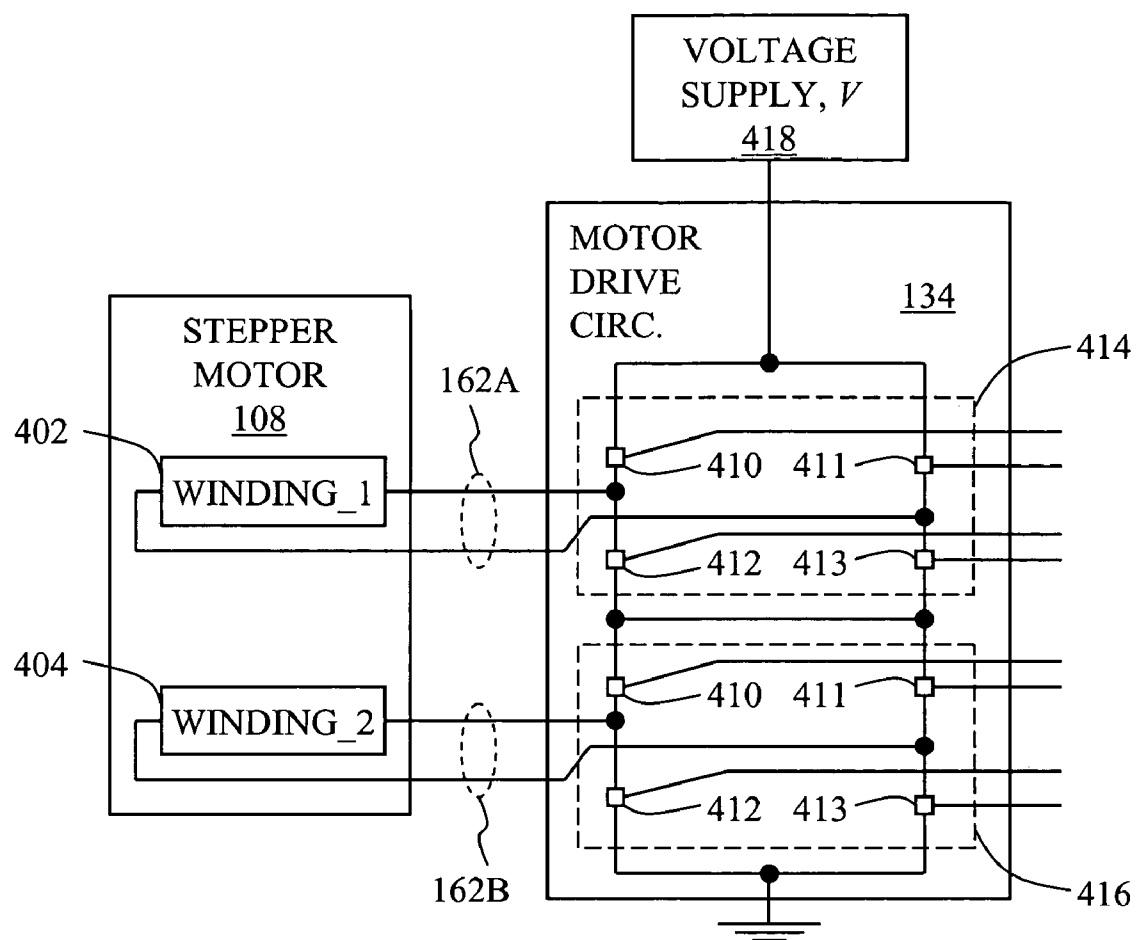 VOLTAGE
SUPPLY, V
418
MOTOR
DRIVE
CIRC.
134
STEPPER
MOTOR
108
162A
414
402
WINDING_1
410
411
412
413
404
WINDING_2
410
411
412
413
162B
416